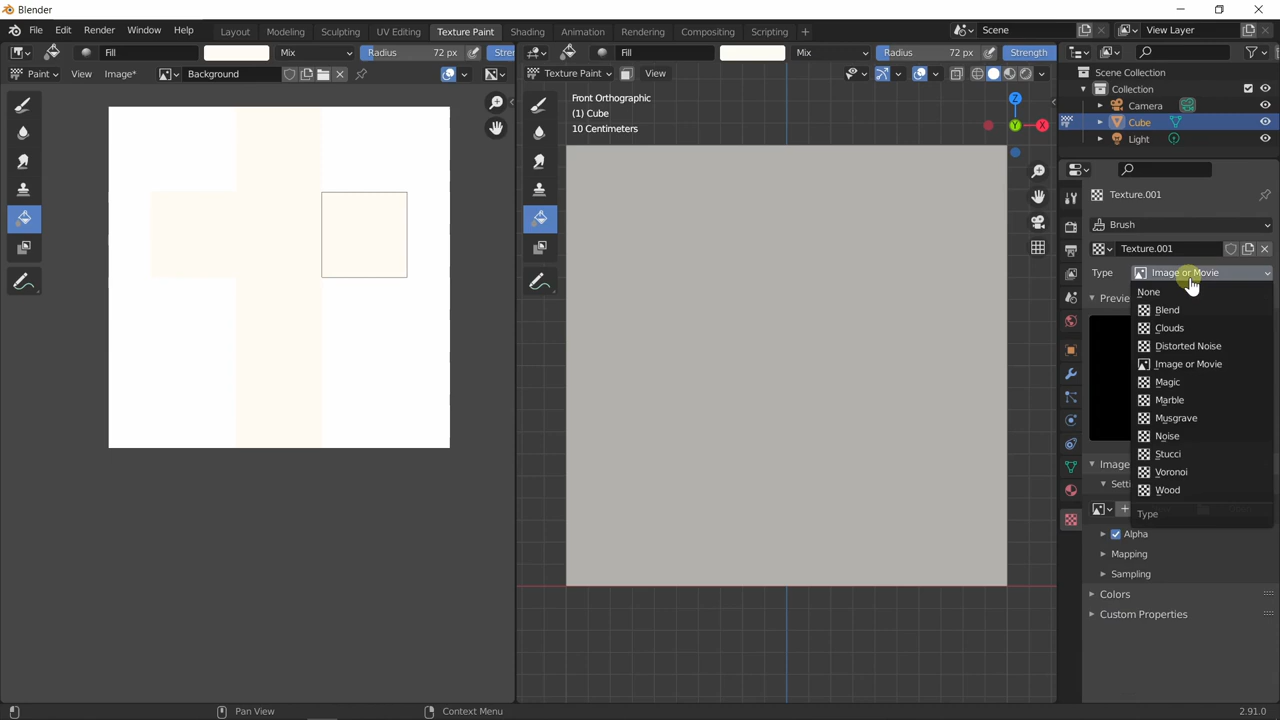 Blender
File Edit Render Window Help Layout Modeling Sculpting UV Editing Texture Paint Shading Animation Rendering Compositing Scripting + Scene View Layer
Fill Mix Radius 72 px Fill Mix Radius 72 px Strength
Paint View Image* Background Texture Paint View
Front Orthographic
(1) Cube
10 Centimeters
Z
Y
X
Scene Collection
Collection
Camera
Cube
Light
Texture.001
Brush
Texture.001
Type Image or Movie
None
Blend
Clouds
Distorted Noise
Image or Movie
Magic
Marble
Musgrave
Noise
Stucci
Voronoi
Wood
Type
Alpha
Mapping
Sampling
Colors
Custom Properties
Pan View Context Menu 2.91.0